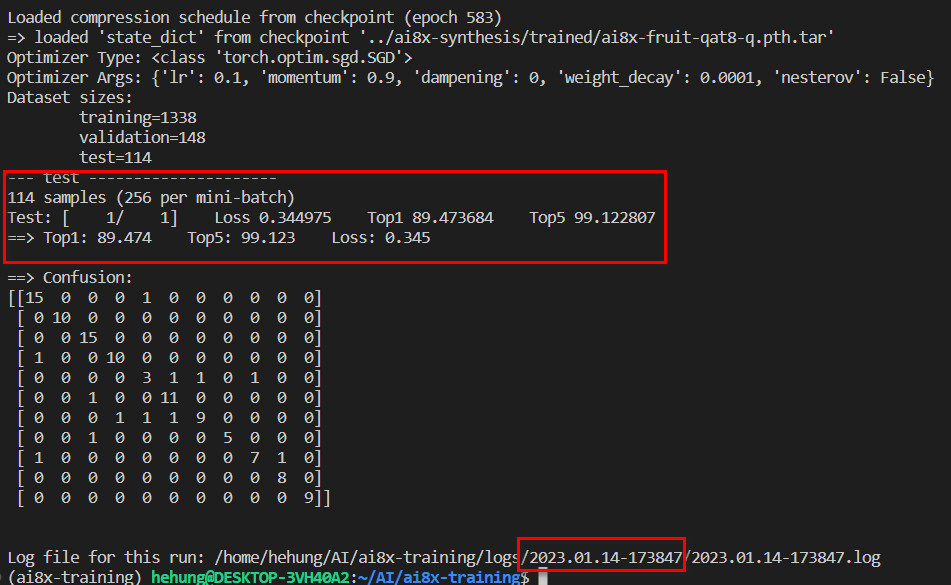 Loaded compression schedule from checkpoint (epoch 583)
=> loaded 'state_dict' from checkpoint '../ai8x-synthesis/trained/ai8x-fruit-qat8-q.pth.tar'
Optimizer Type: <class 'torch.optim.sgd.SGD'>
Optimizer Args: {'lr': 0.1, 'momentum': 0.9, 'dampening': 0, 'weight_decay': 0.0001, 'nesterov': False}
Dataset sizes:
        training=1338
        validation=148
        test=114
--- test ---------------------
114 samples (256 per mini-batch)
Test: [    1/    1]    Loss 0.344975    Top1 89.473684    Top5 99.122807
==> Top1: 89.474    Top5: 99.123    Loss: 0.345
==> Confusion:
[[15  0  0  0  1  0  0  0  0  0  0]
 [ 0 10  0  0  0  0  0  0  0  0  0]
 [ 0  0 15  0  0  0  0  0  0  0  0]
 [ 1  0  0 10  0  0  0  0  0  0  0]
 [ 0  0  0  0  3  1  1  0  1  0  0]
 [ 0  0  1  0  0 11  0  0  0  0  0]
 [ 0  0  0  1  1  1  9  0  0  0  0]
 [ 0  0  1  0  0  0  0  5  0  0  0]
 [ 1  0  0  0  0  0  0  0  7  1  0]
 [ 0  0  0  0  0  0  0  0  0  8  0]
 [ 0  0  0  0  0  0  0  0  0  0  9]]
Log file for this run: /home/hehung/AI/ai8x-training/logs/2023.01.14-173847/2023.01.14-173847.log
(ai8x-training) hehung@DESKTOP-3VH40A2:~/AI/ai8x-training$